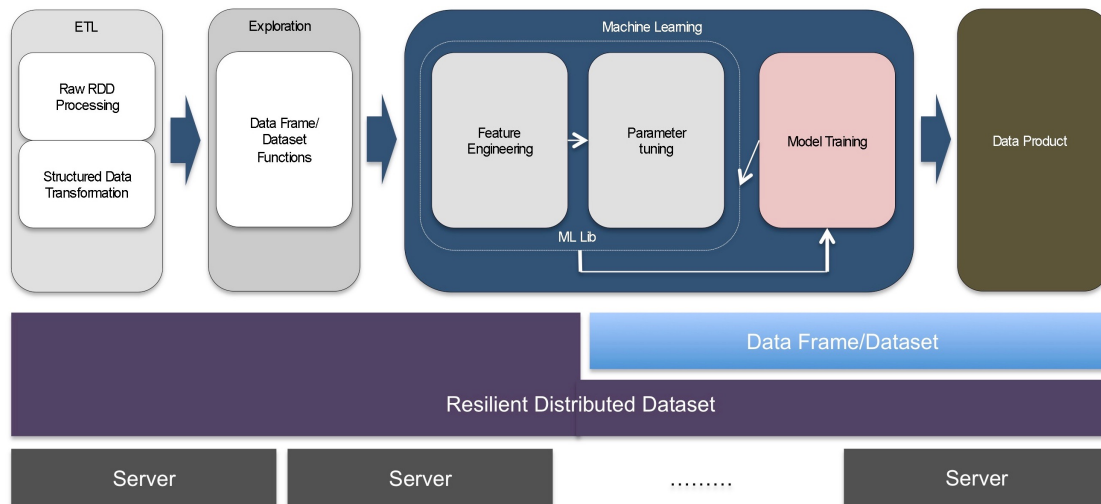 ETL
Raw RDD
Processing
Structured Data
Transformation
Exploration
Data Frame/
Dataset
Functions
Machine Learning
Feature
Engineering
Parameter
tuning
ML Lib
Model Training
Data Product
Data Frame/Dataset
Resilient Distributed Dataset
Server
Server
.........
Server